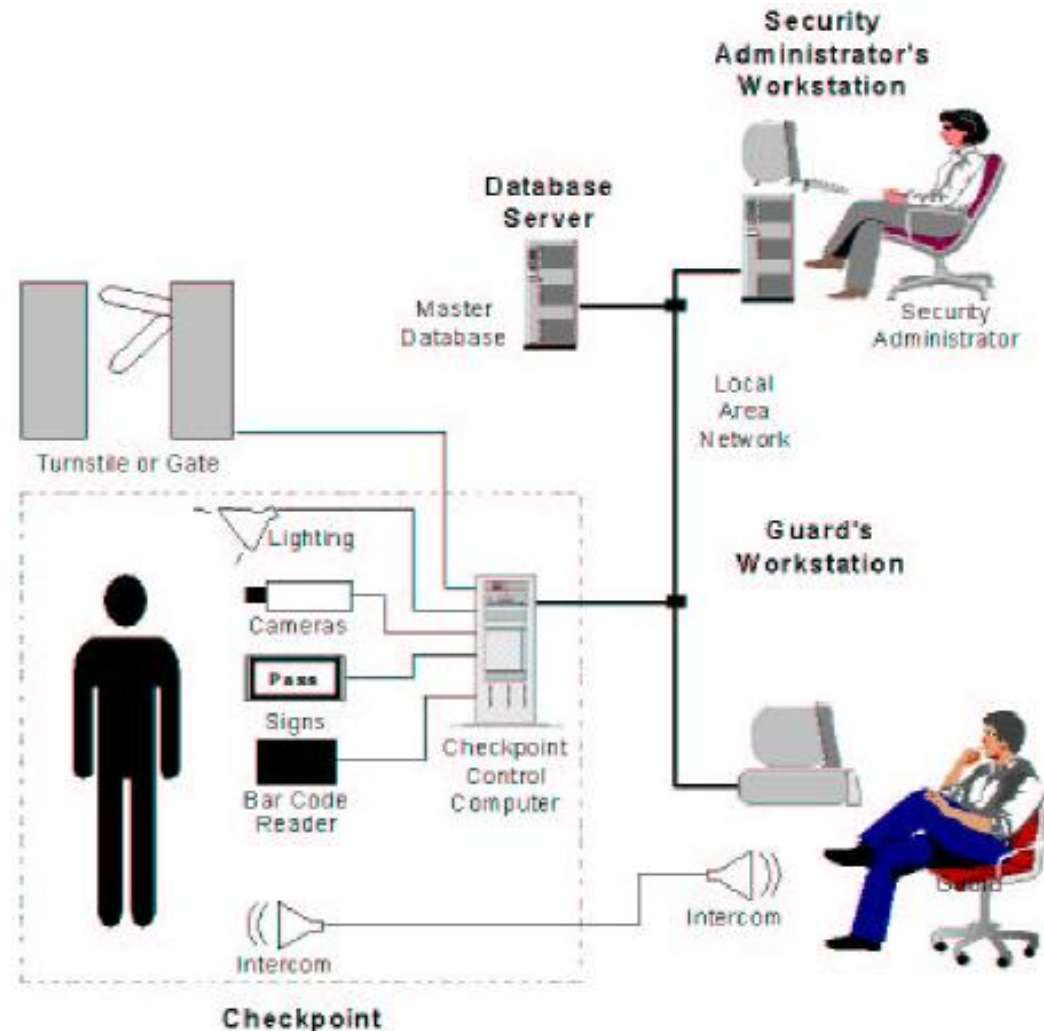 Security
Administrator's
Workstation
Database
Server
Master
Database
Security
Administrator
Local
Area
Network
Turnstile or Gate
Lighting
Cameras
Pass
Signs
Bar Code
Reader
Checkpoint
Control
Computer
Guard's
Workstation
Intercom
Intercom
Checkpoint